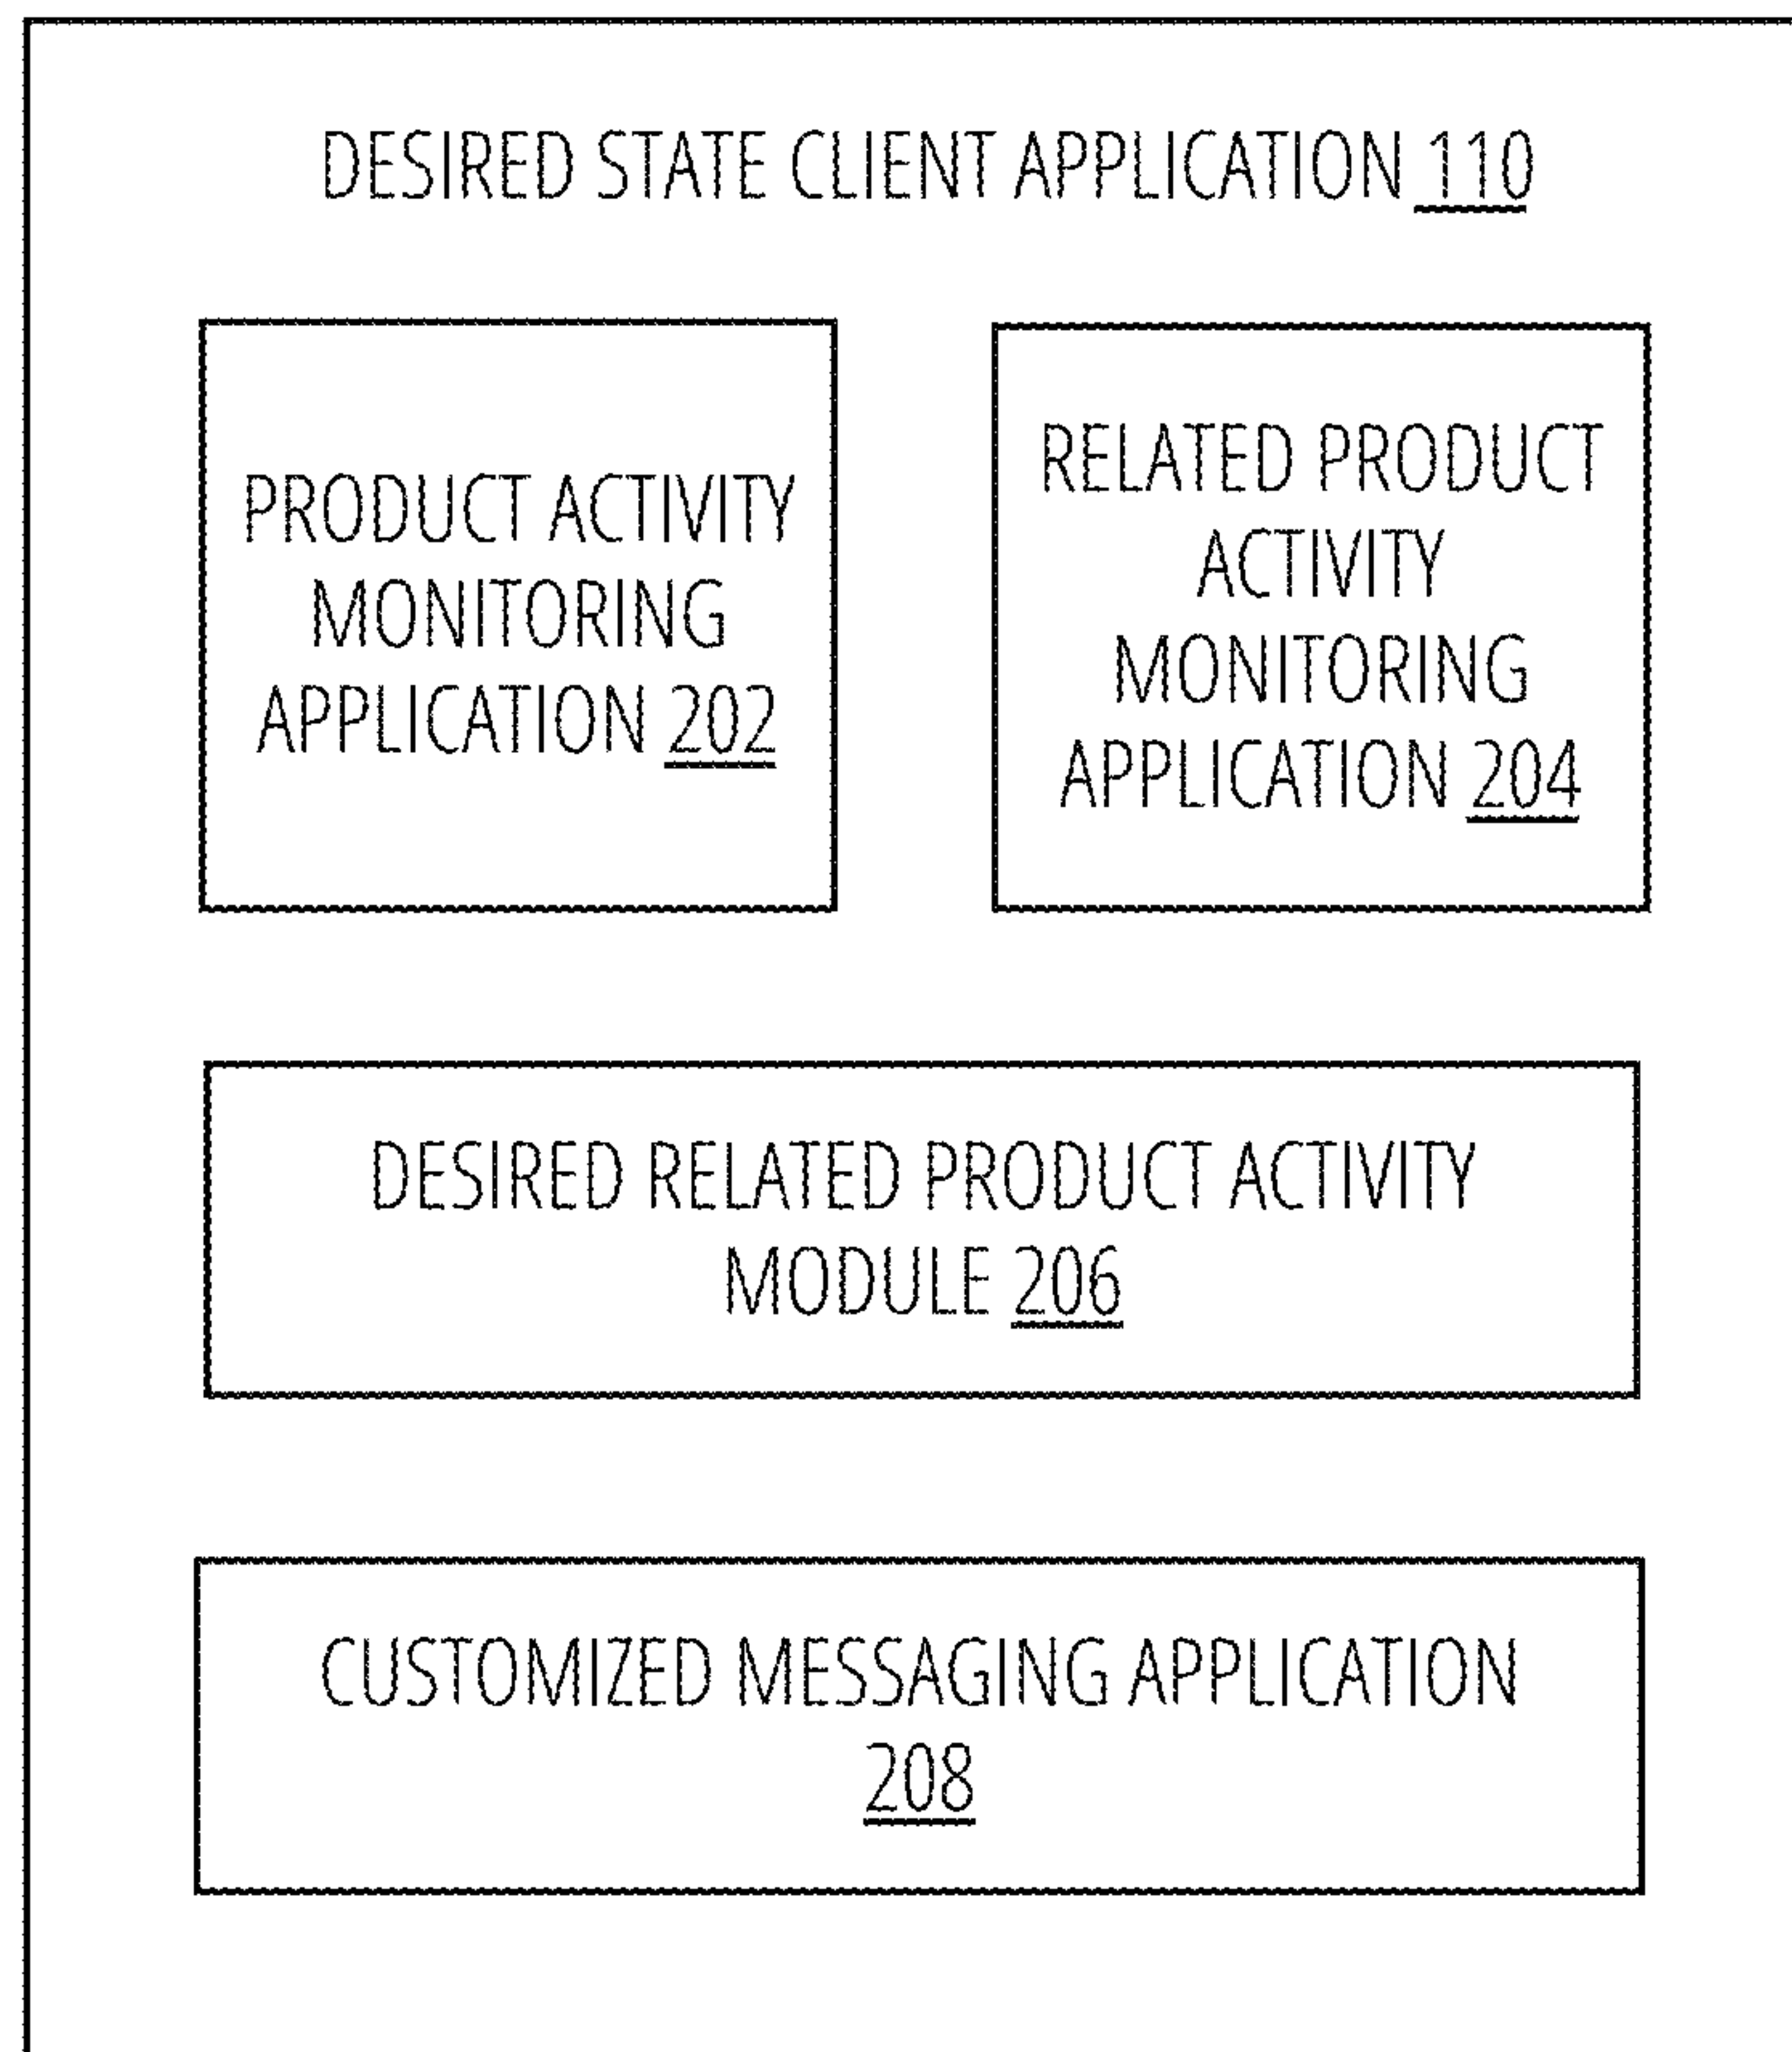 DESIRED STATE CLIENT APPLICATION 110
PRODUCT ACTIVITY
MONITORING
APPLICATION 202
RELATED PRODUCT
ACTIVITY
MONITORING
APPLICATION 204
DESIRED RELATED PRODUCT ACTIVITY
MODULE 206
CUSTOMIZED MESSAGING APPLICATION
208